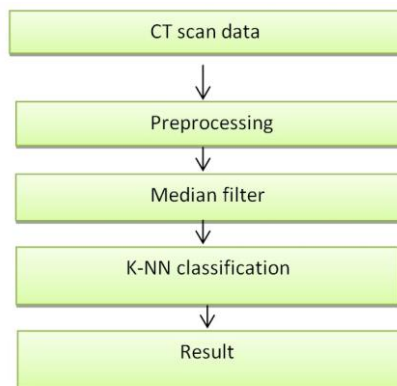 CT scan data
Preprocessing
Median filter
K-NN classification
Result